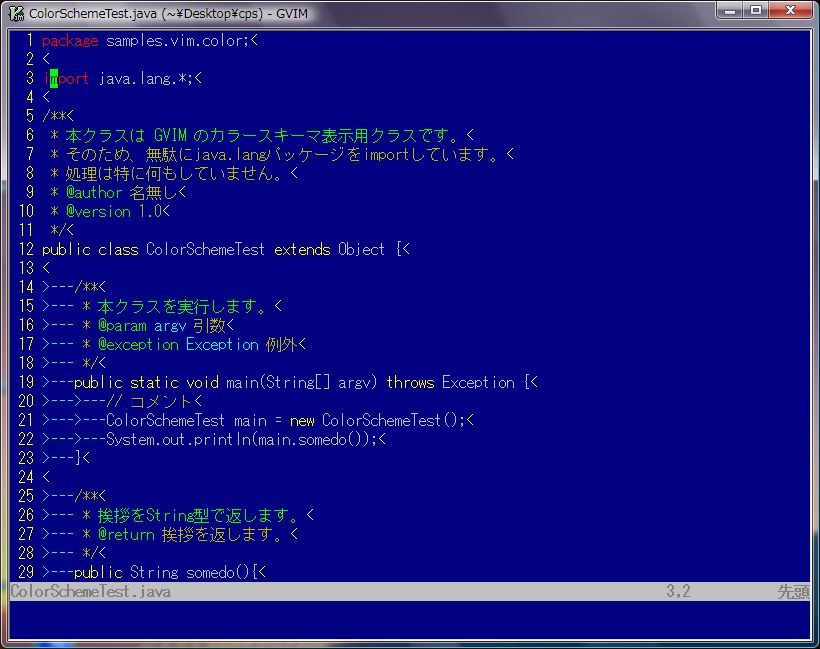 ColorSchemeTest.java (~¥Desktop¥cps) - GVIM
1 package samples.vim.color;<
2 <
3 import java.lang.*;<
4 <
5 /**<
6  * 本クラスは GVIM のカラースキーマ表示用クラスです。<
7  * そのため、無駄にjava.langパッケージをimportしています。<
8  * 処理は特に何もしていません。<
9  * @author 名無し<
10  * @version 1.0<
11  */<
12 public class ColorSchemeTest extends Object {<
13 <
14 >---/**<
15 >--- * 本クラスを実行します。<
16 >--- * @param argv 引数<
17 >--- * @exception Exception 例外<
18 >--- */<
19 >---public static void main(String[] argv) throws Exception {<
20 >--->---// コメント<
21 >--->---ColorSchemeTest main = new ColorSchemeTest();<
22 >--->---System.out.println(main.somedo());<
23 >---}<
24 <
25 >---/**<
26 >--- * 挨拶をString型で返します。<
27 >--- * @return 挨拶を返します。<
28 >--- */<
29 >---public String somedo(){<
ColorSchemeTest.java 3,2 先頭